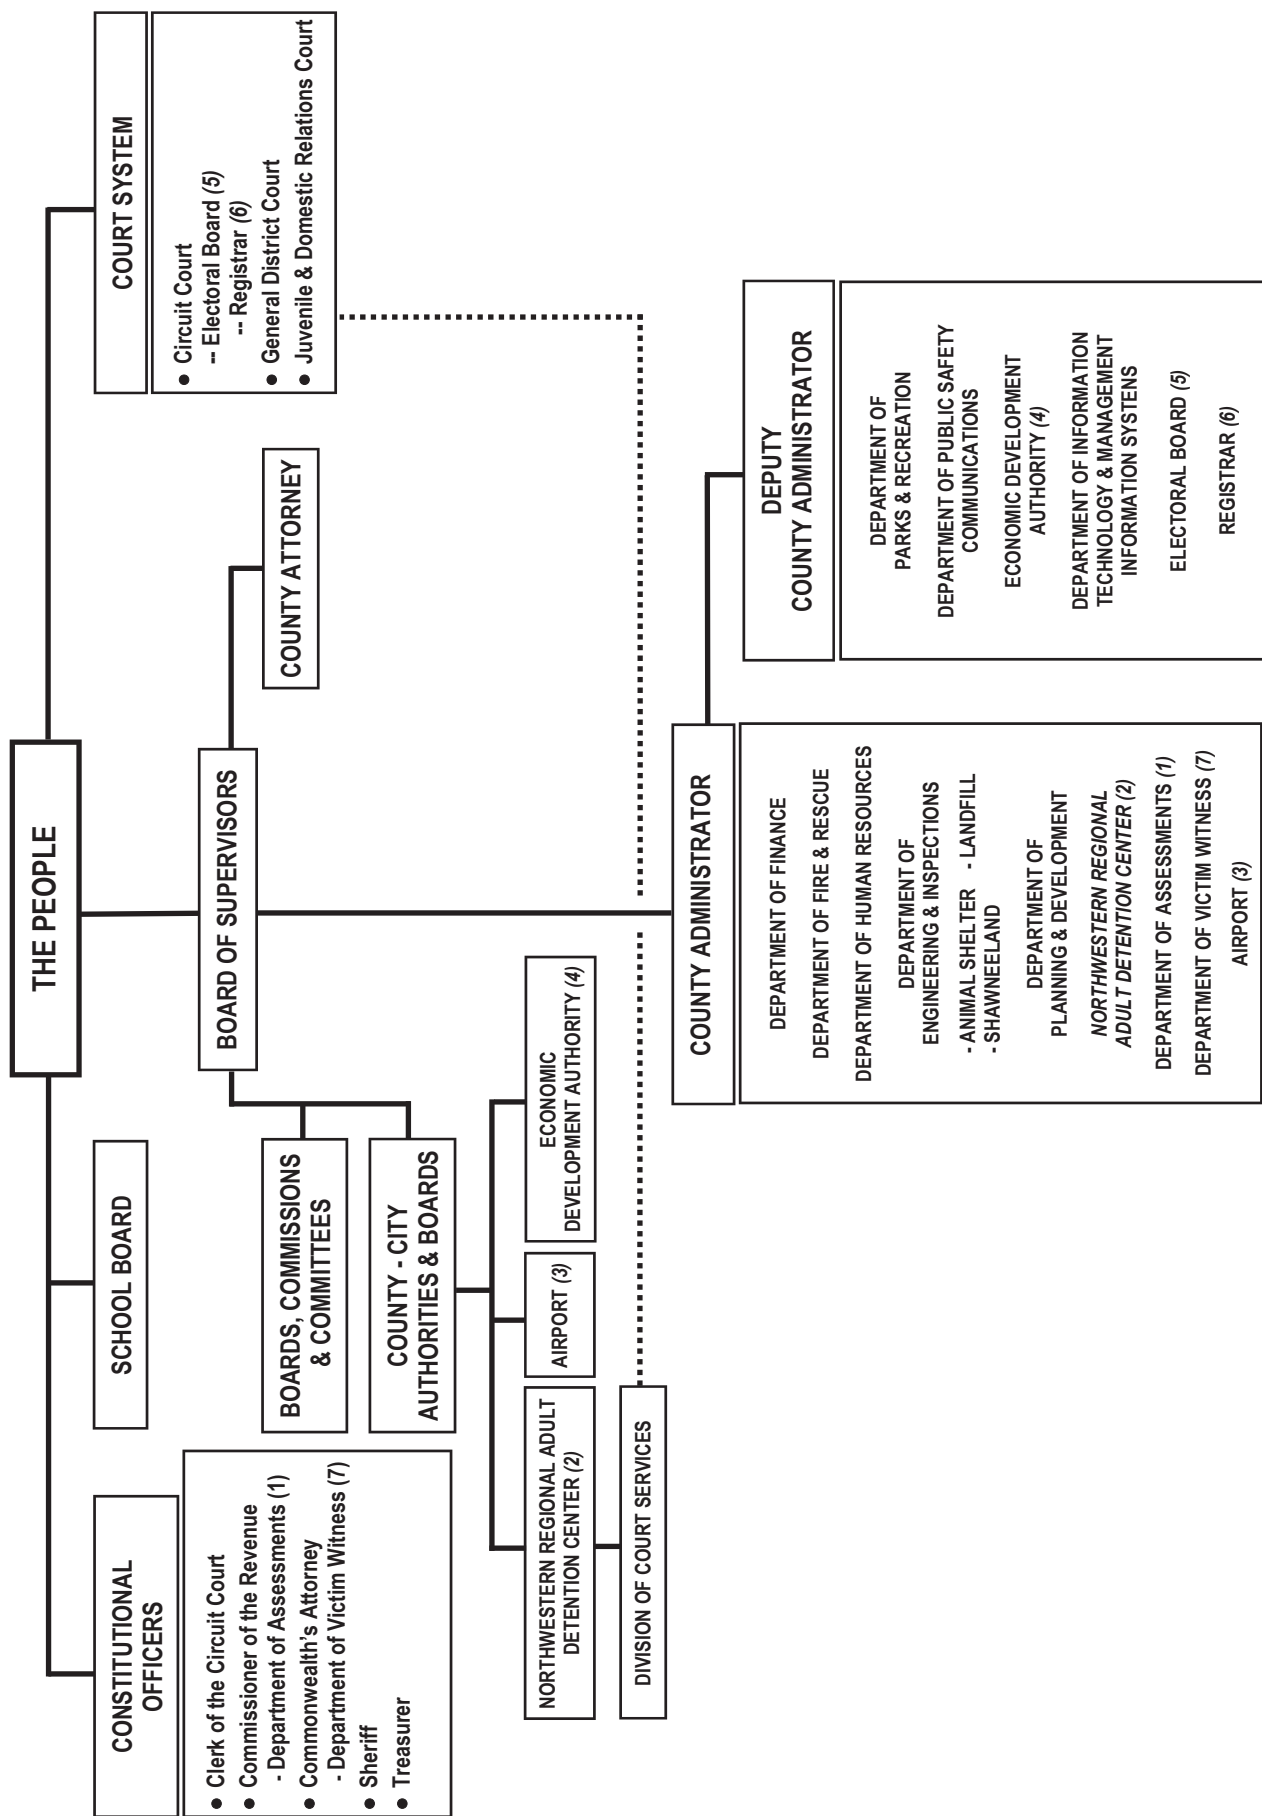 THE PEOPLE
CONSTITUTIONAL
OFFICERS
● Clerk of the Circuit Court
● Commissioner of the Revenue
- Department of Assessments (1)
● Commonwealth's Attorney
- Department of Victim Witness (7)
● Sheriff
● Treasurer
SCHOOL BOARD
BOARD OF SUPERVISORS
COURT SYSTEM
● Circuit Court
-- Electoral Board (5)
-- Registrar (6)
● General District Court
● Juvenile & Domestic Relations Court
BOARDS, COMMISSIONS
& COMMITTEES
COUNTY - CITY
AUTHORITIES & BOARDS
COUNTY ATTORNEY
NORTHWESTERN REGIONAL ADULT
DETENTION CENTER (2)
AIRPORT (3)
ECONOMIC
DEVELOPMENT AUTHORITY (4)
DIVISION OF COURT SERVICES
COUNTY ADMINISTRATOR
DEPARTMENT OF FINANCE
DEPARTMENT OF FIRE & RESCUE
DEPARTMENT OF HUMAN RESOURCES
DEPARTMENT OF
ENGINEERING & INSPECTIONS
- ANIMAL SHELTER - LANDFILL
- SHAWNEELAND
DEPARTMENT OF
PLANNING & DEVELOPMENT
NORTHWESTERN REGIONAL
ADULT DETENTION CENTER (2)
DEPARTMENT OF ASSESSMENTS (1)
DEPARTMENT OF VICTIM WITNESS (7)
AIRPORT (3)
DEPUTY
COUNTY ADMINISTRATOR
DEPARTMENT OF
PARKS & RECREATION
DEPARTMENT OF PUBLIC SAFETY
COMMUNICATIONS
ECONOMIC DEVELOPMENT
AUTHORITY (4)
DEPARTMENT OF INFORMATION
TECHNOLOGY & MANAGEMENT
INFORMATION SYSTENS
ELECTORAL BOARD (5)
REGISTRAR (6)